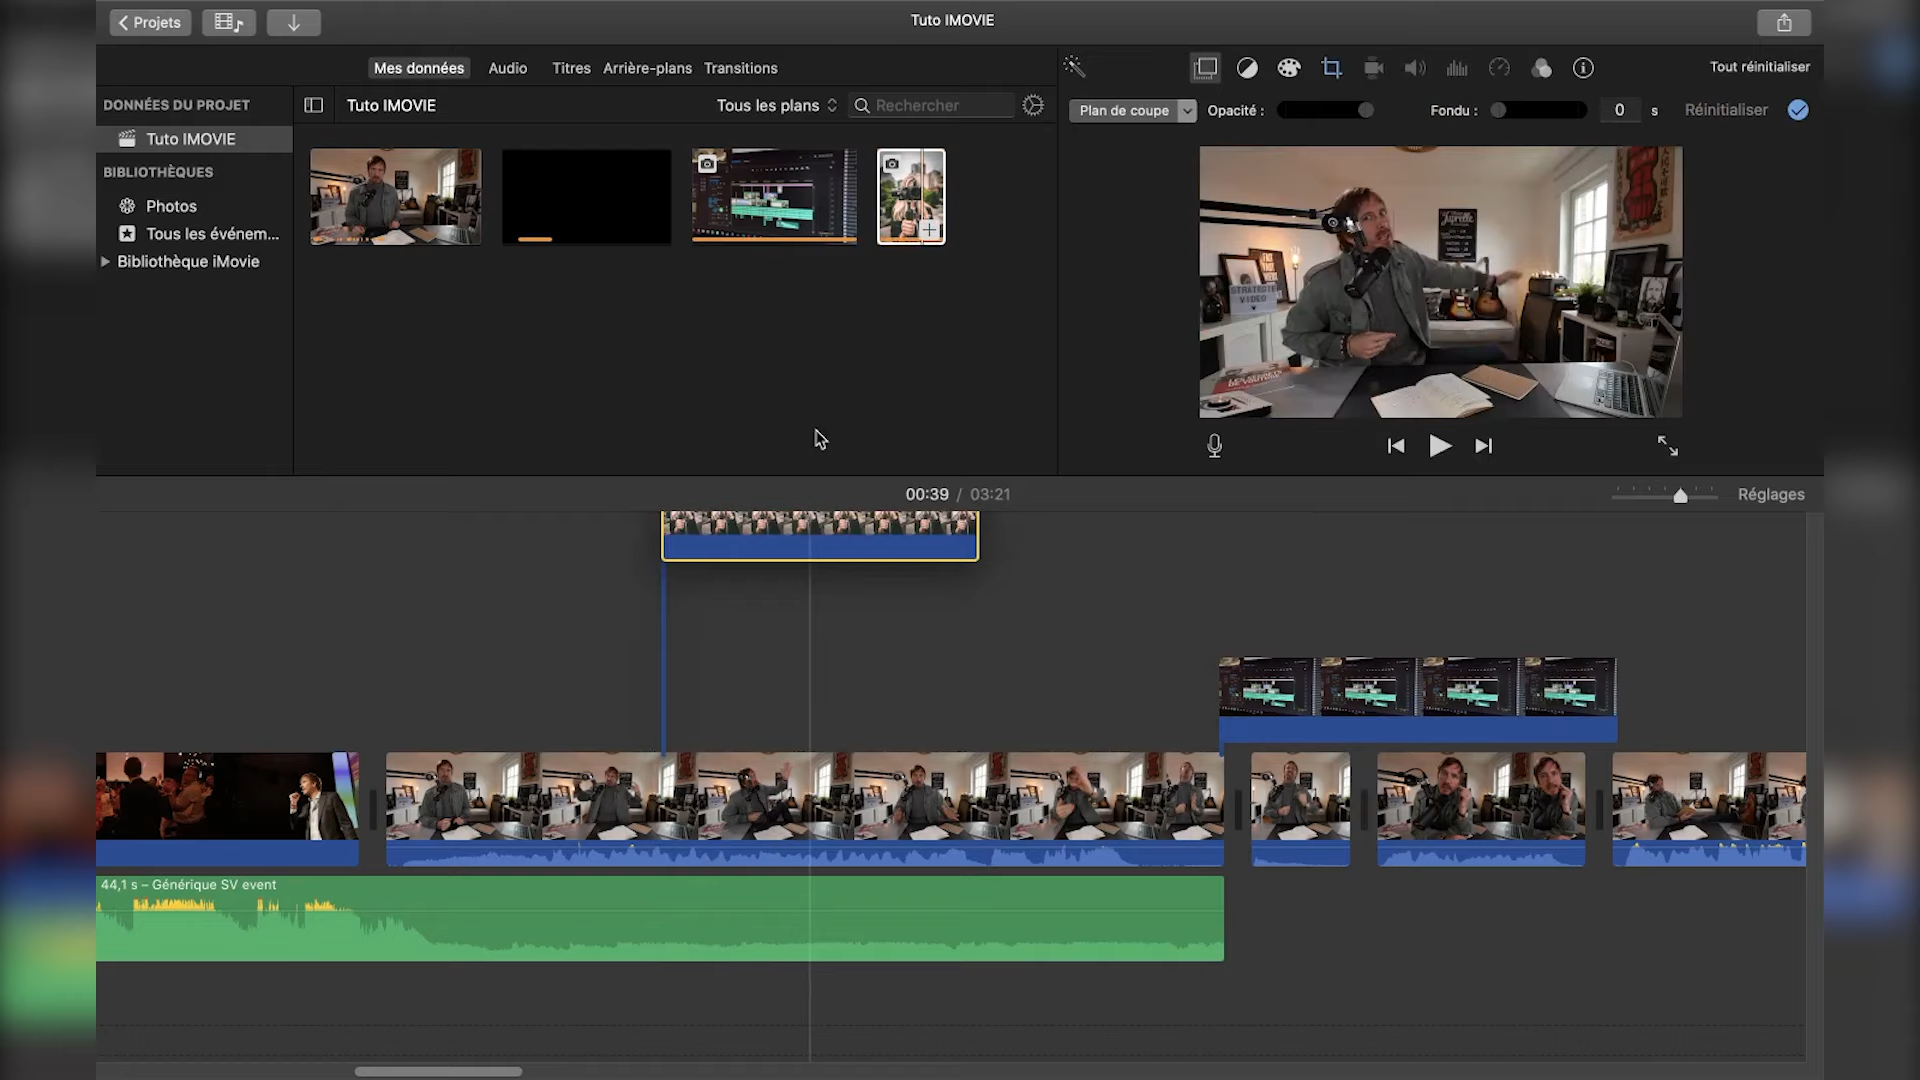 Projets
Tuto IMOVIE
Mes données
Audio
Titres
Arrière-plans
Transitions
Tout réinitialiser
DONNÉES DU PROJET
Tuto IMOVIE
Tous les plans
Rechercher
Plan de coupe
Opacité :
Fondu :
0
s
Réinitialiser
Tuto IMOVIE
BIBLIOTHÈQUES
Photos
Tous les événem...
Bibliothèque iMovie
STRATEGIE
VIDEO
00:39 / 03:21
Réglages
44,1 s – Générique SV event